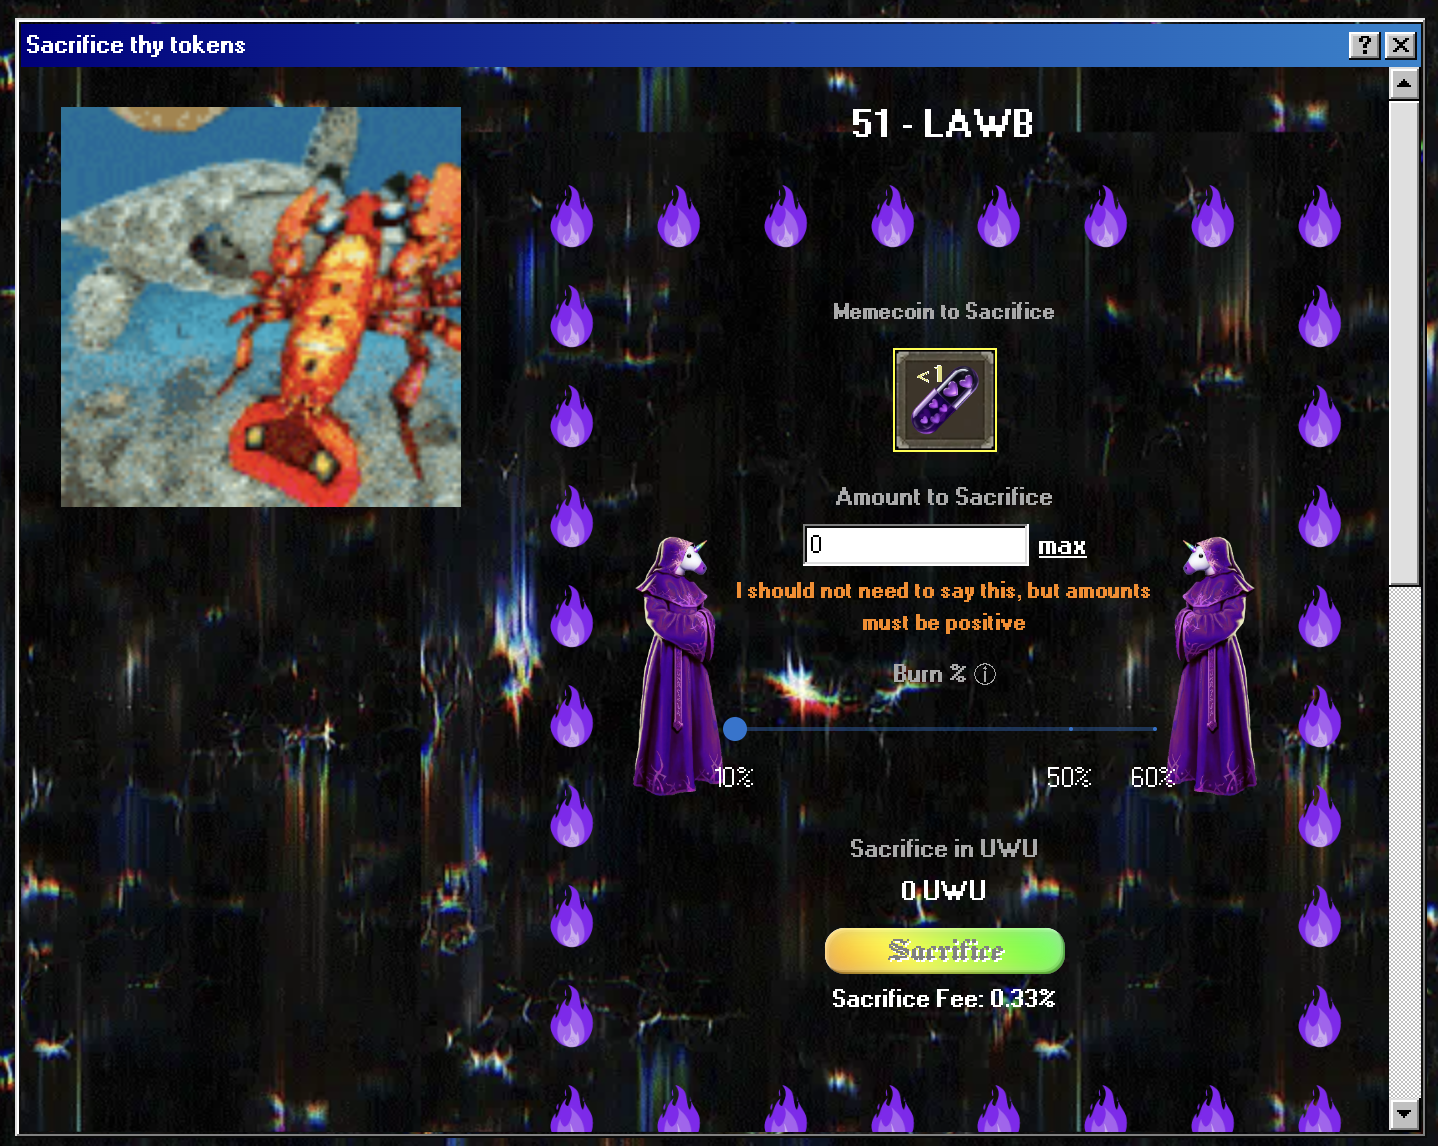 Sacrifice thy tokens
51 - LAWB
Memecoin to Sacrifice
<1
Amount to Sacrifice
0 max
I should not need to say this, but amounts
must be positive
Burn %
10% 50% 60%
Sacrifice in UWU
0 UWU
Sacrifice
Sacrifice Fee: 0.33%